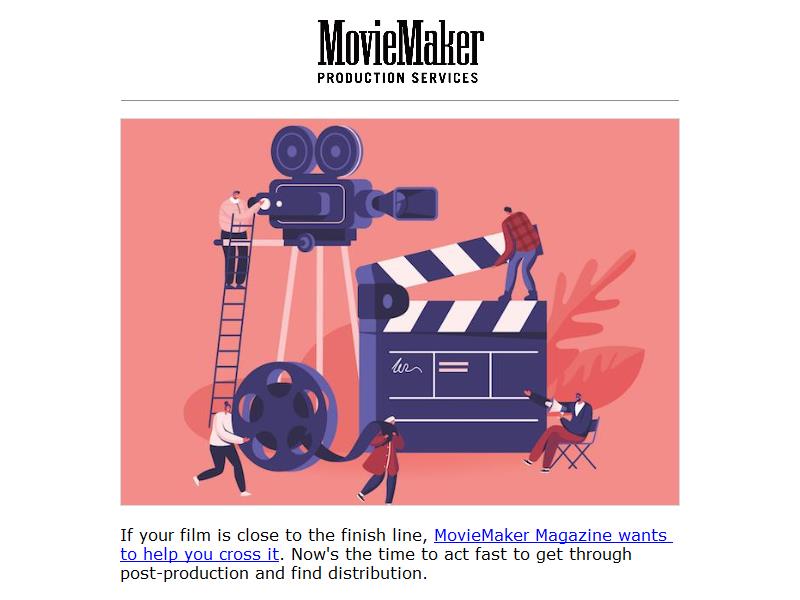 MovieMaker
PRODUCTION SERVICES
If your film is close to the finish line, MovieMaker Magazine wants
to help you cross it. Now's the time to act fast to get through
post-production and find distribution.